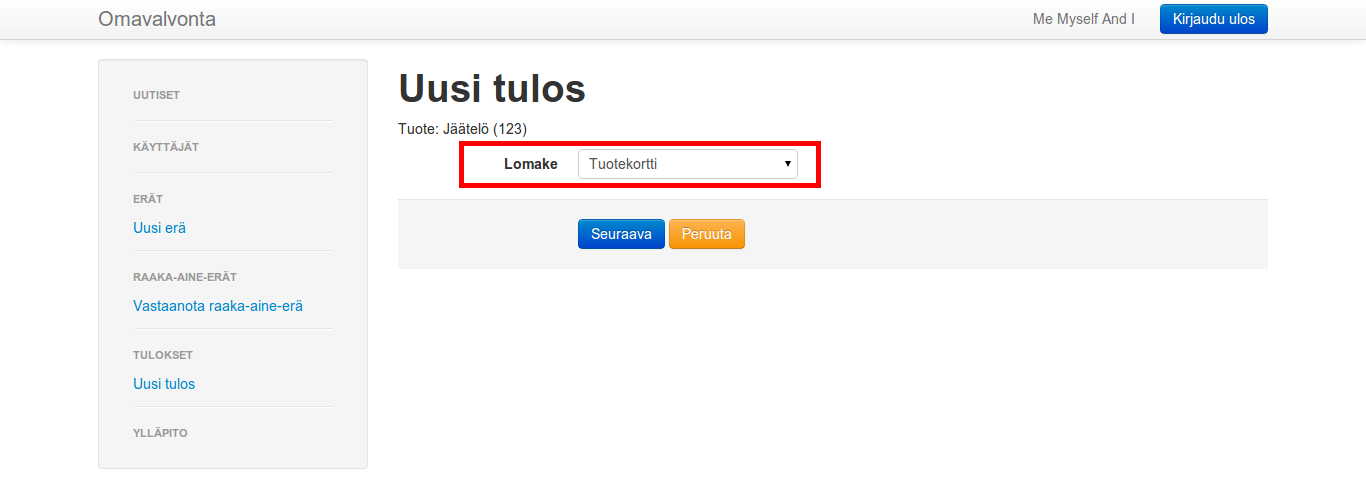 Omavalvonta
Me Myself And I
Kirjaudu ulos
UUTISET
KÄYTTÄJÄT
ERÄT
Uusi erä
RAAKA-AINE-ERÄT
Vastaanota raaka-aine-erä
TULOKSET
Uusi tulos
YLLÄPITO
Uusi tulos
Tuote: Jäätelö (123)
Lomake
Tuotekortti
Seuraava
Peruuta